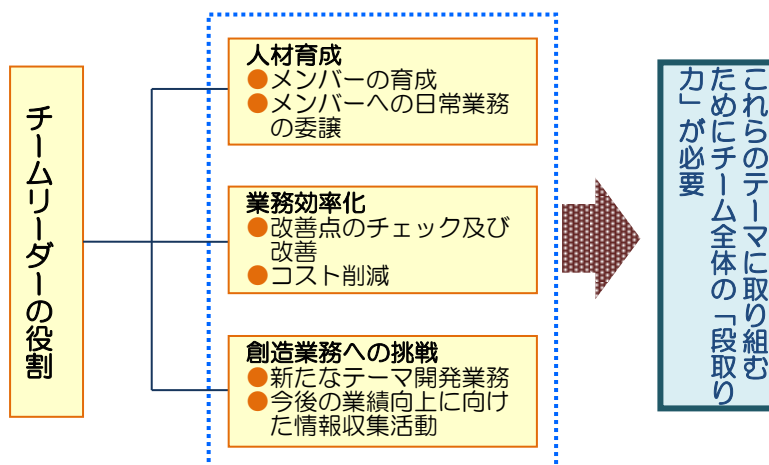 チームリーダーの役割
人材育成
●メンバーの育成
●メンバーへの日常業務
の委譲
業務効率化
●改善点のチェック及び
改善
●コスト削減
創造業務への挑戦
●新たなテーマ開発業務
●今後の業績向上に向け
た情報収集活動
これらのテーマに取り組む
ためにチーム全体の「段取り
力」が必要